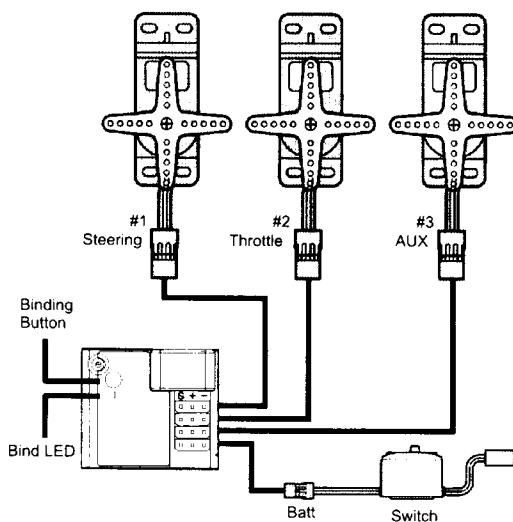 #1
Steering
#2
Throttle
#3
AUX
Binding
Button
S + –
Bind LED
Batt
Switch